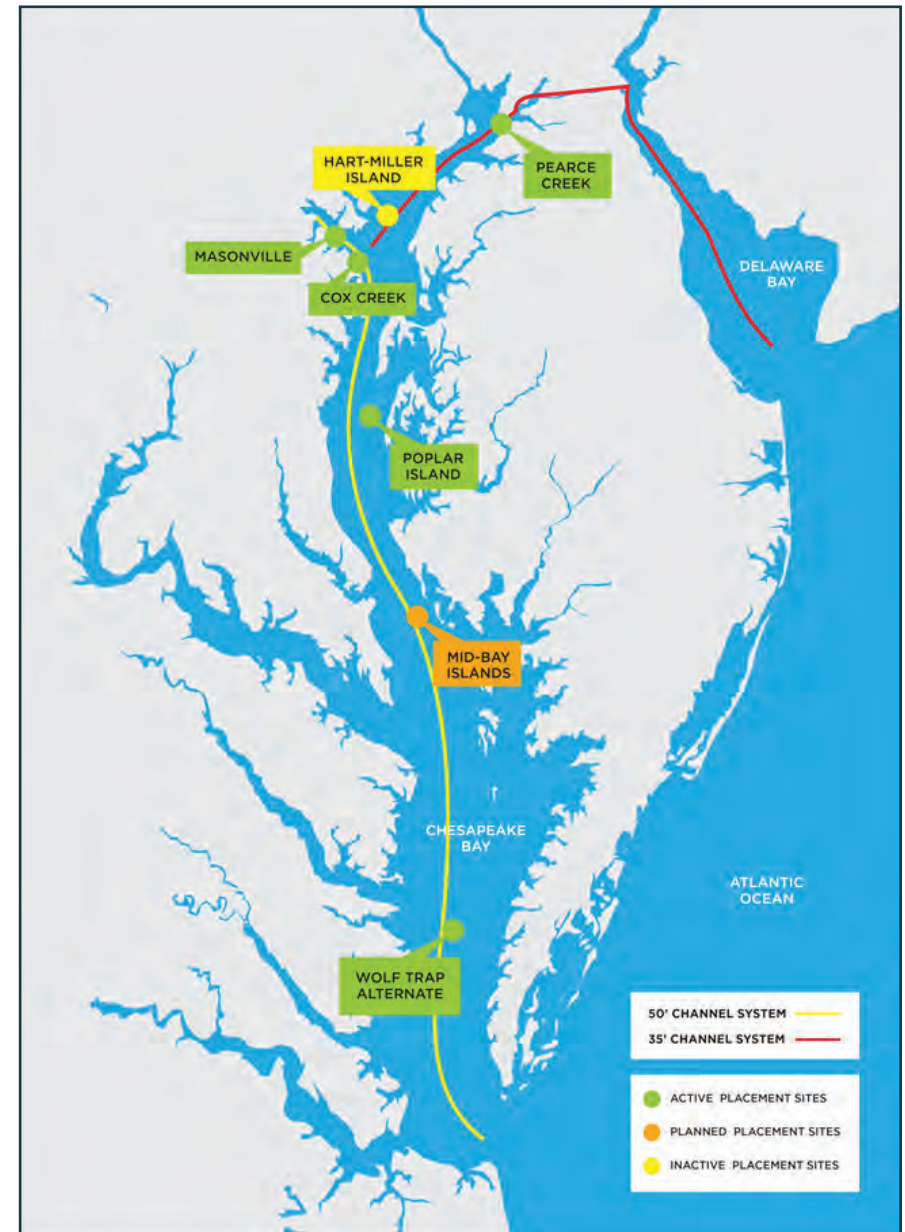 HART-MILLER
ISLAND
PEARCE
CREEK
MASONVILLE
COX CREEK
DELAWARE
BAY
POPLAR
ISLAND
MID-BAY
ISLANDS
CHESAPEAKE
BAY
ATLANTIC
OCEAN
WOLF TRAP
ALTERNATE
50' CHANNEL SYSTEM
35' CHANNEL SYSTEM
ACTIVE PLACEMENT SITES
PLANNED PLACEMENT SITES
INACTIVE PLACEMENT SITES